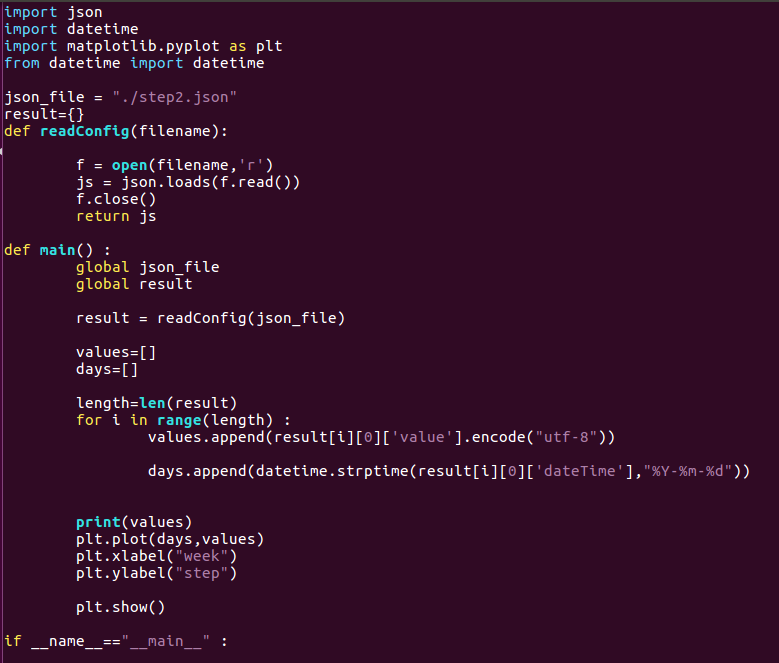 import json
import datetime
import matplotlib.pyplot as plt
from datetime import datetime

json_file = "./step2.json"
result={}
def readConfig(filename):

        f = open(filename,'r')
        js = json.loads(f.read())
        f.close()
        return js

def main() :
        global json_file
        global result

        result = readConfig(json_file)

        values=[]
        days=[]

        length=len(result)
        for i in range(length) :
                values.append(result[i][0]['value'].encode("utf-8"))

                days.append(datetime.strptime(result[i][0]['dateTime'],"%Y-%m-%d"))


        print(values)
        plt.plot(days,values)
        plt.xlabel("week")
        plt.ylabel("step")

        plt.show()

if __name__=="__main__" :